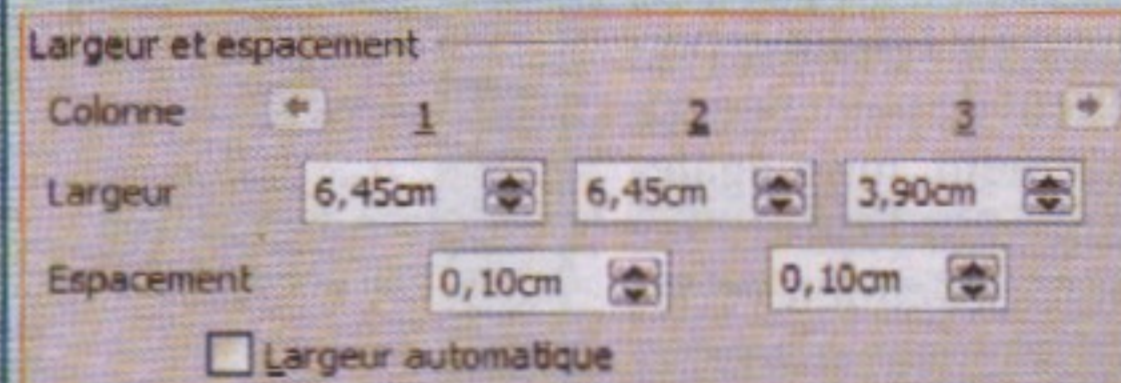 Largeur et espacement
Colonne 1 2 3
Largeur 6,45cm 6,45cm 3,90cm
Espacement 0,10cm 0,10cm
Largeur automatique